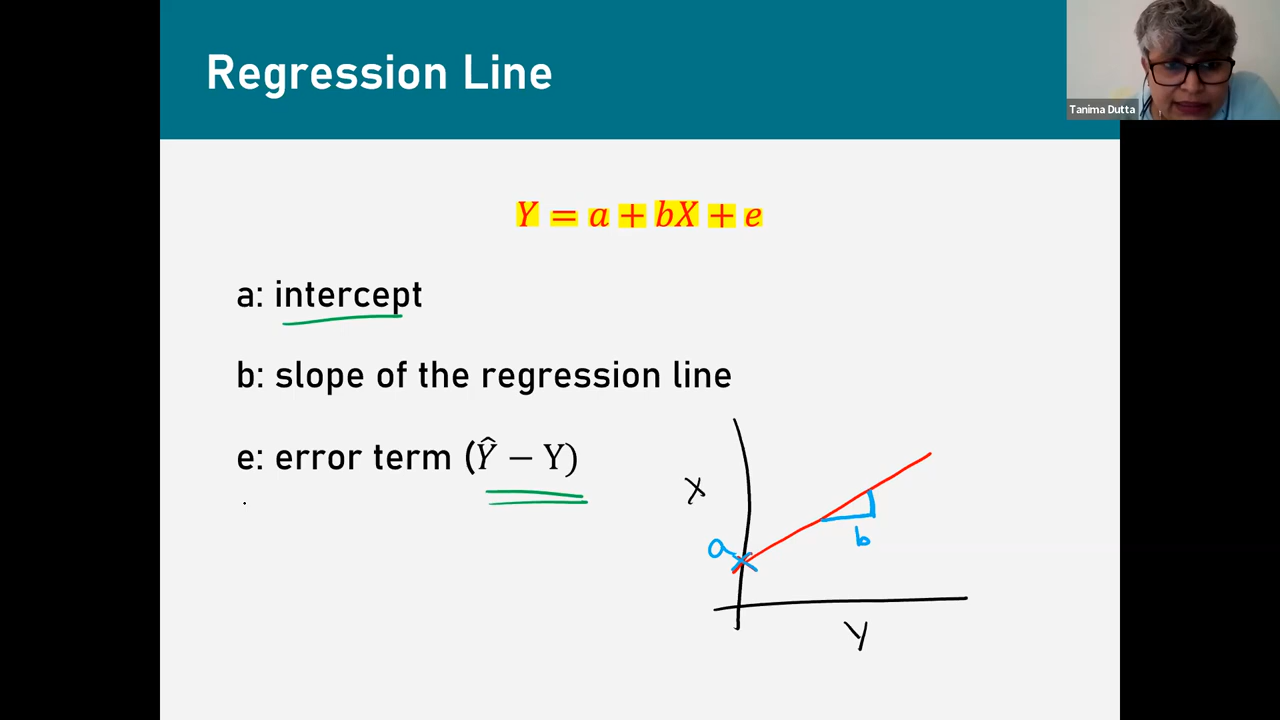 Regression Line
Tanima Dutta
Y = a + bX + e
a: intercept
b: slope of the regression line
e: error term (Ŷ − Y)
X
a
b
Y